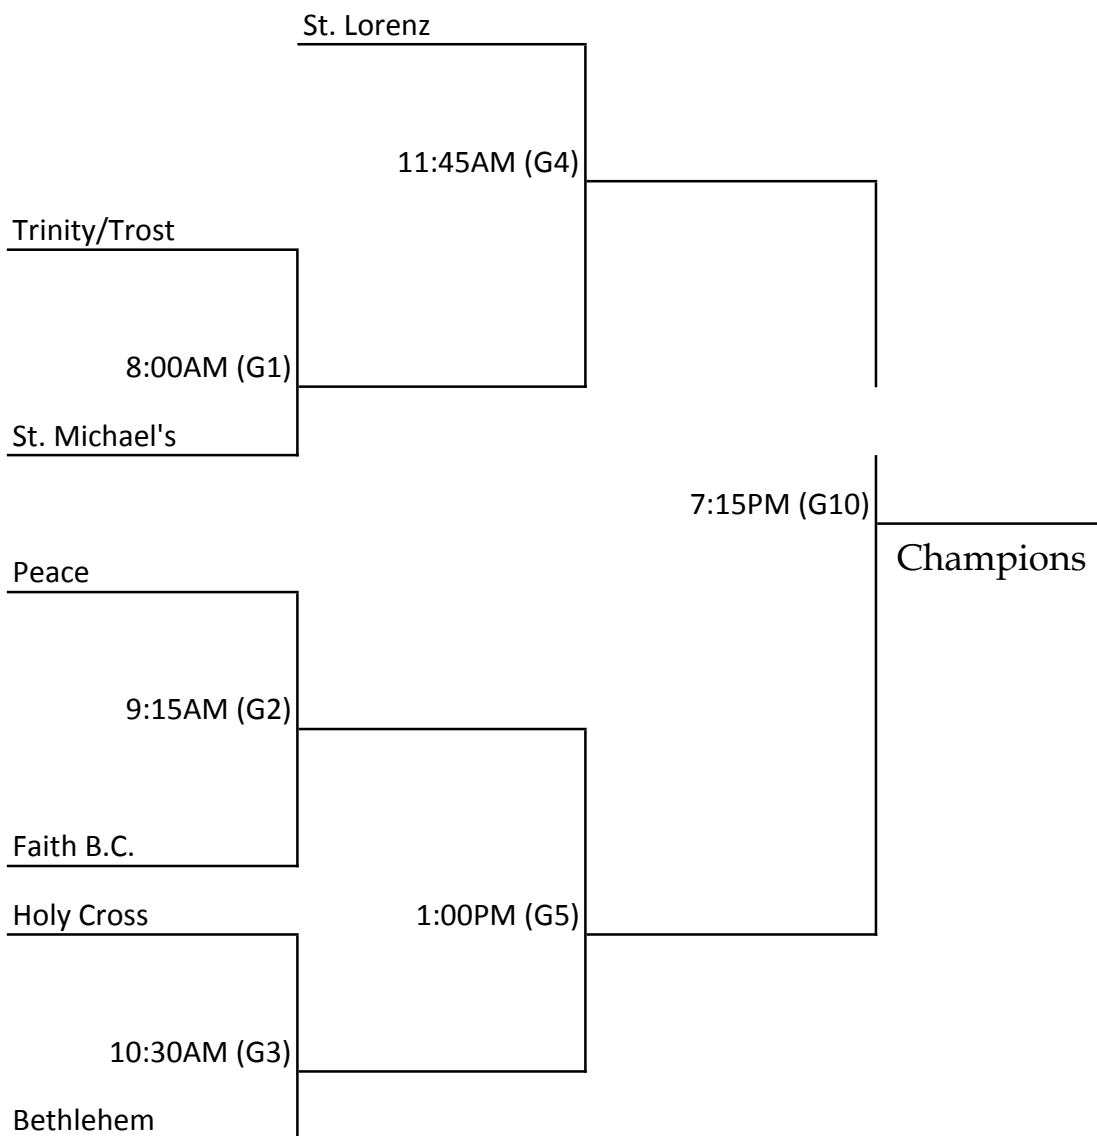 St. Lorenz
11:45AM (G4)
Trinity/Trost
8:00AM (G1)
St. Michael's
7:15PM (G10)
Champions
Peace
9:15AM (G2)
Faith B.C.
Holy Cross
1:00PM (G5)
10:30AM (G3)
Bethlehem